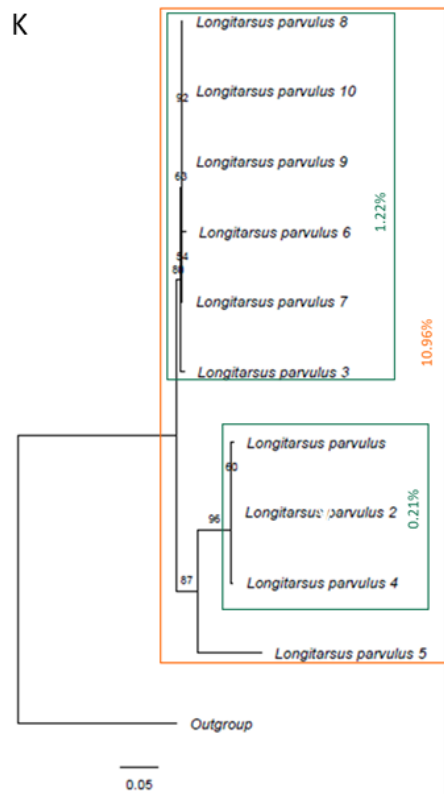 K
Longitarsus parvulus 8
92
Longitarsus parvulus 10
Longitarsus parvulus 9
63
1.22%
Longitarsus parvulus 6
54
80
10.96%
Longitarsus parvulus 7
Longitarsus parvulus 3
Longitarsus parvulus
60
Longitarsus parvulus 2
0.21%
96
Longitarsus parvulus 4
87
Longitarsus parvulus 5
Outgroup
0.05